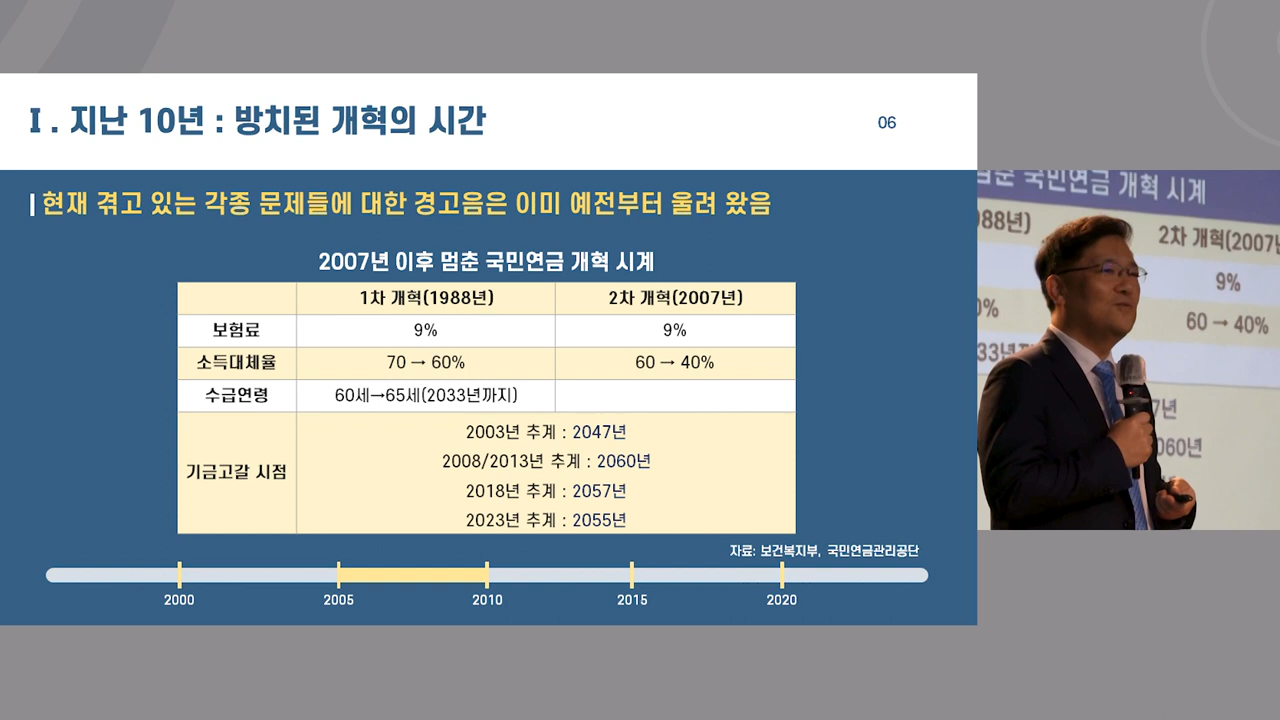 Ⅰ. 지난 10년 : 방치된 개혁의 시간
06
현재 겪고 있는 각종 문제들에 대한 경고음은 이미 예전부터 울려 왔음
2007년 이후 멈춘 국민연금 개혁 시계
1차 개혁(1988년) 2차 개혁(2007년)
보험료 9% 9%
소득대체율 70 → 60% 60 → 40%
수급연령 60세→65세(2033년까지)
기금고갈 시점
2003년 추계 : 2047년
2008/2013년 추계 : 2060년
2018년 추계 : 2057년
2023년 추계 : 2055년
자료: 보건복지부, 국민연금관리공단
2000 2005 2010 2015 2020
멈춘 국민연금 개혁 시계
988년) 2차 개혁(2007년
9%
0% 60 → 40%
33년
7년
060년